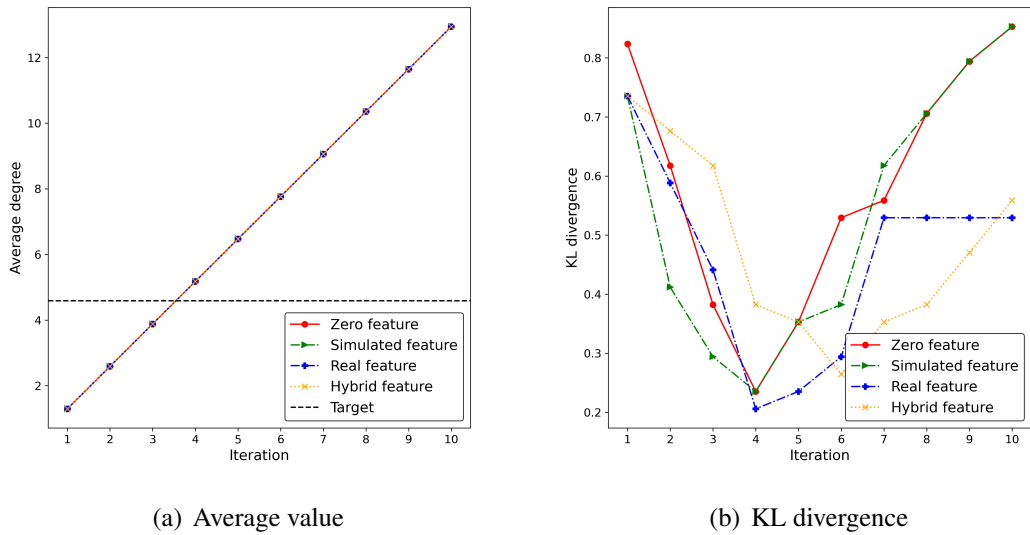 12
10
8
6
4
2
Average degree
1 2 3 4 5 6 7 8 9 10
Iteration
Zero feature
Simulated feature
Real feature
Hybrid feature
Target
(a) Average value
0.8
0.7
0.6
0.5
0.4
0.3
0.2
KL divergence
1 2 3 4 5 6 7 8 9 10
Iteration
Zero feature
Simulated feature
Real feature
Hybrid feature
(b) KL divergence